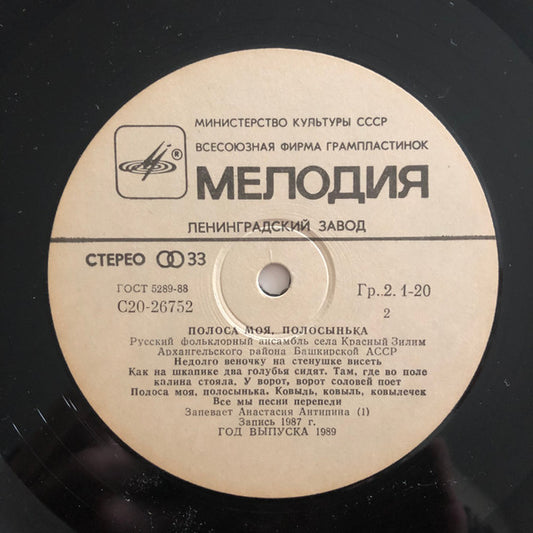 МИНИСТЕРСТВО КУЛЬТУРЫ СССР
ВСЕСОЮЗНАЯ ФИРМА ГРАМПЛАСТИНОК
®
МЕЛОДИЯ
ЛЕНИНГРАДСКИЙ ЗАВОД
СТЕРЕО 33
ГОСТ 5289-88
С20-26752
Гр..2. 1-20
2
ПОЛОСА МОЯ, ПОЛОСЫНЬКА
Русский фольклорный ансамбль села Красный Зилим
Архангельского района Башкирской АССР
Недолго веночку на стенушке висеть
Как на шкапике два голубья сидят. Там, где во поле
калина стояла. У ворот, ворот соловей поет
Полоса моя, полосынька. Ковыль, ковыль, ковылечек
Все мы песни перепели
Запевает Анастасия Антипина (1)
Запись 1987 г.
ГОД ВЫПУСКА 1989